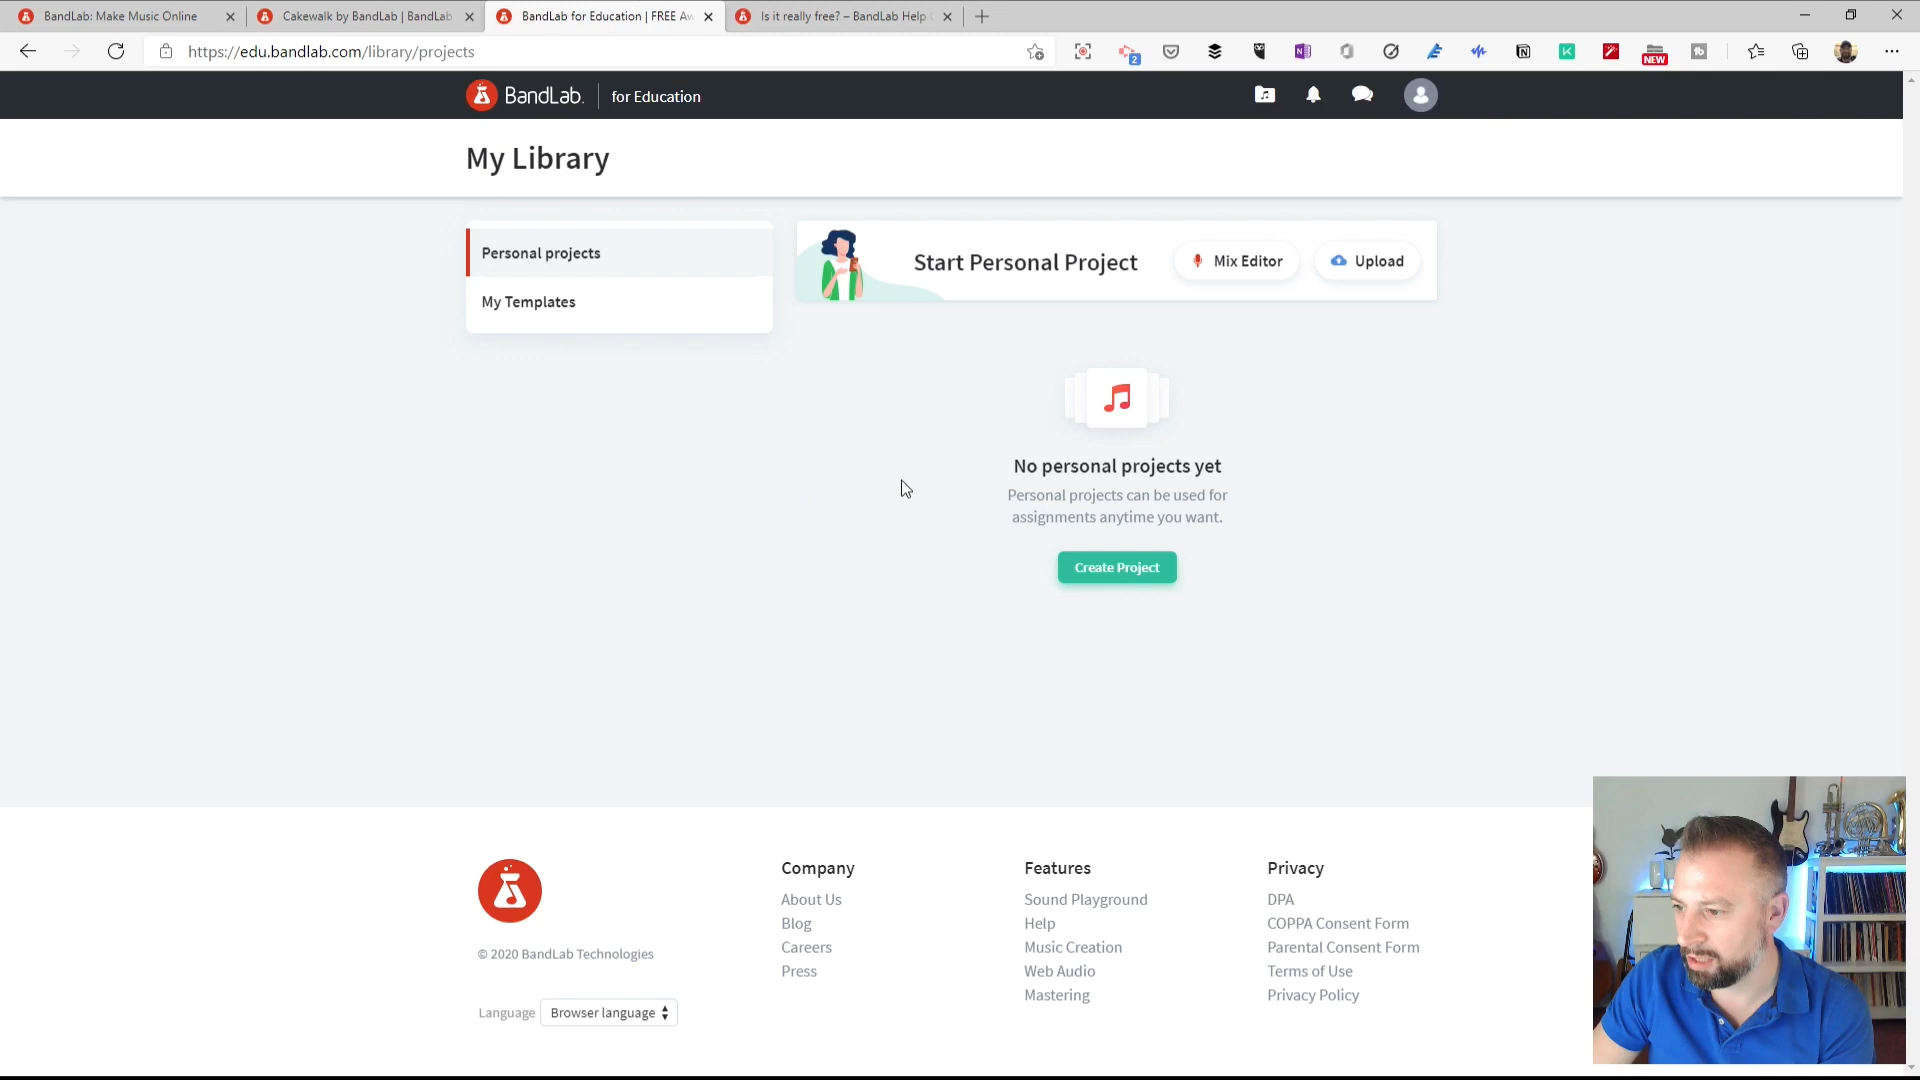 BandLab: Make Music Online
Cakewalk by BandLab | BandLab
BandLab for Education | FREE Aw
Is it really free? – BandLab Help
https://edu.bandlab.com/library/projects
2
NEW
BandLab. for Education
My Library
Personal projects
My Templates
Start Personal Project
Mix Editor
Upload
No personal projects yet
Personal projects can be used for
assignments anytime you want.
Create Project
© 2020 BandLab Technologies
Language
Browser language
Company
About Us
Blog
Careers
Press
Features
Sound Playground
Help
Music Creation
Web Audio
Mastering
Privacy
DPA
COPPA Consent Form
Parental Consent Form
Terms of Use
Privacy Policy